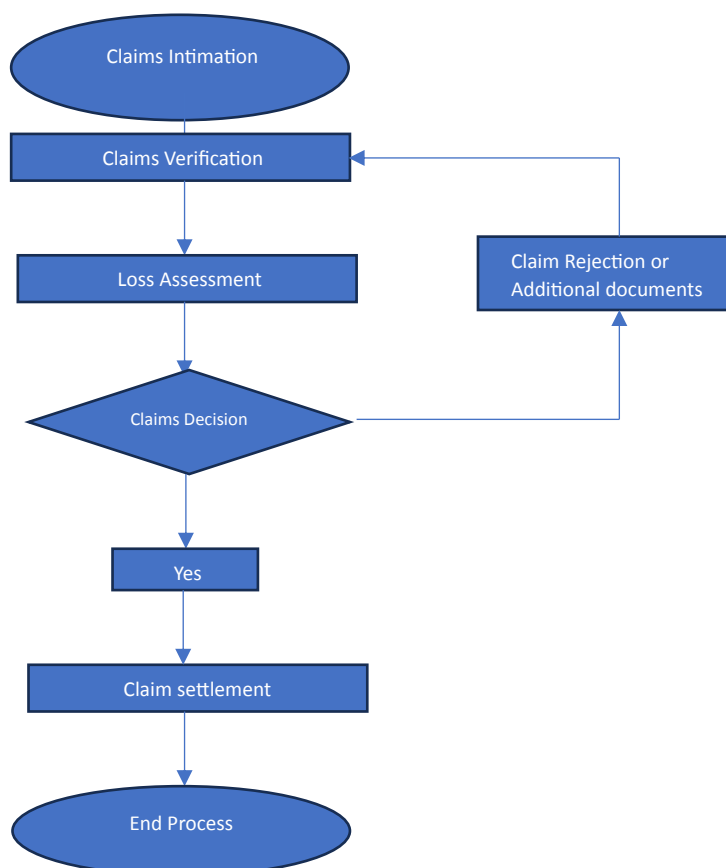 Claims Intimation
Claims Verification
Loss Assessment
Claim Rejection or
Additional documents
Claims Decision
Yes
Claim settlement
End Process